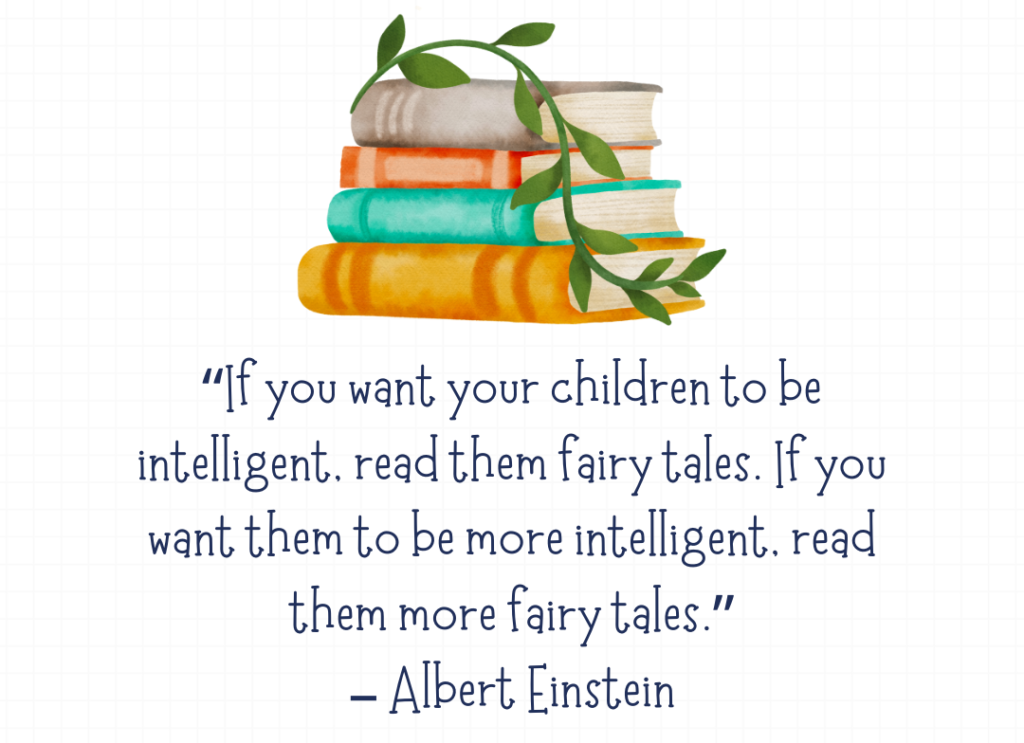 “If you want your children to be
intelligent, read them fairy tales. If you
want them to be more intelligent, read
them more fairy tales.”
– Albert Einstein